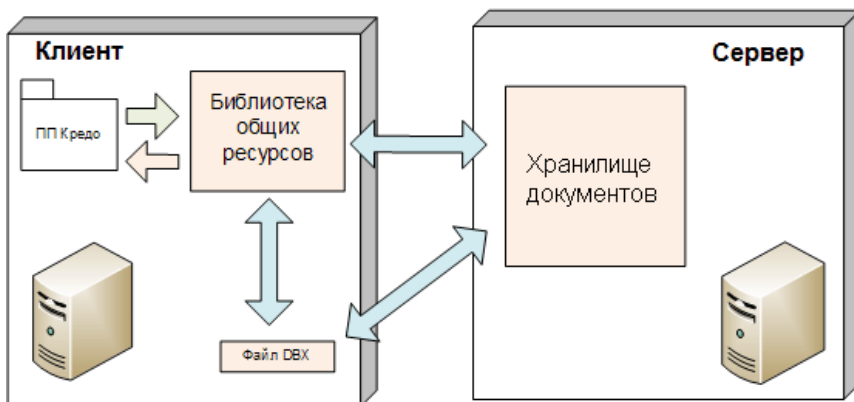 Клиент
ПП Кредо
Библиотека
общих
ресурсов
Файл DBX
Сервер
Хранилище
документов